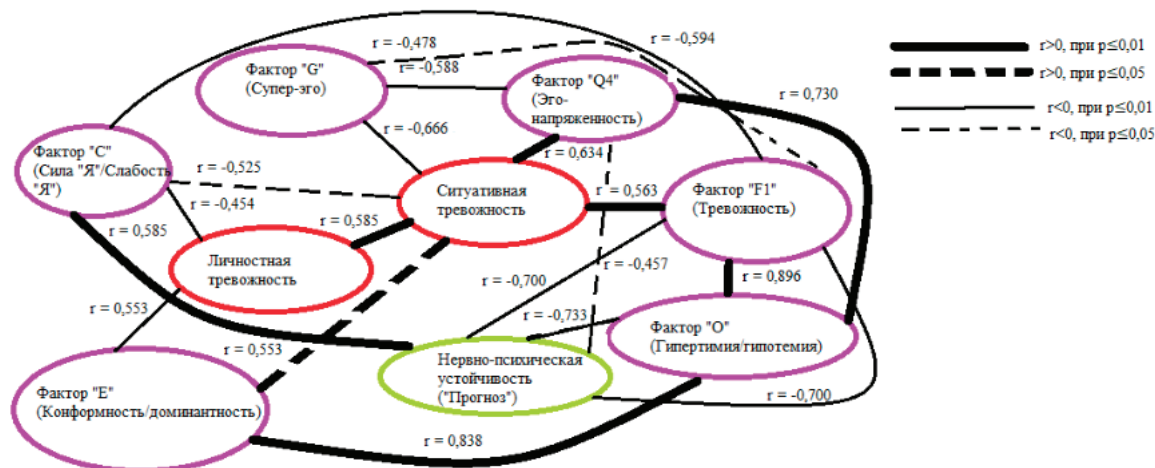 r = -0,478
r = -0,594
r>0, при p≤0,01
r>0, при p≤0,05
r<0, при p≤0,01
r<0, при p≤0,05
Фактор "G"
(Супер-эго)
r= -0,588
Фактор "Q4"
(Эго-
напряженность)
r = 0,730
r = -0,666
r = 0,634
Фактор "С"
(Сила "Я"/Слабость
"Я")
r = -0,525
r = -0,454
r = 0,585
Ситуативная
тревожность
r = 0,563
Фактор "F1"
(Тревожность)
r = 0,585
Личностная
тревожность
r = -0,700
r = -0,457
r = 0,896
r = 0,553
r = -0,733
Фактор "О"
(Гипертимия/гипотемия)
r = 0,553
Нервно-психическая
устойчивость
("Прогноз")
Фактор "Е"
(Конформность/доминантность)
r = -0,700
r = 0,838